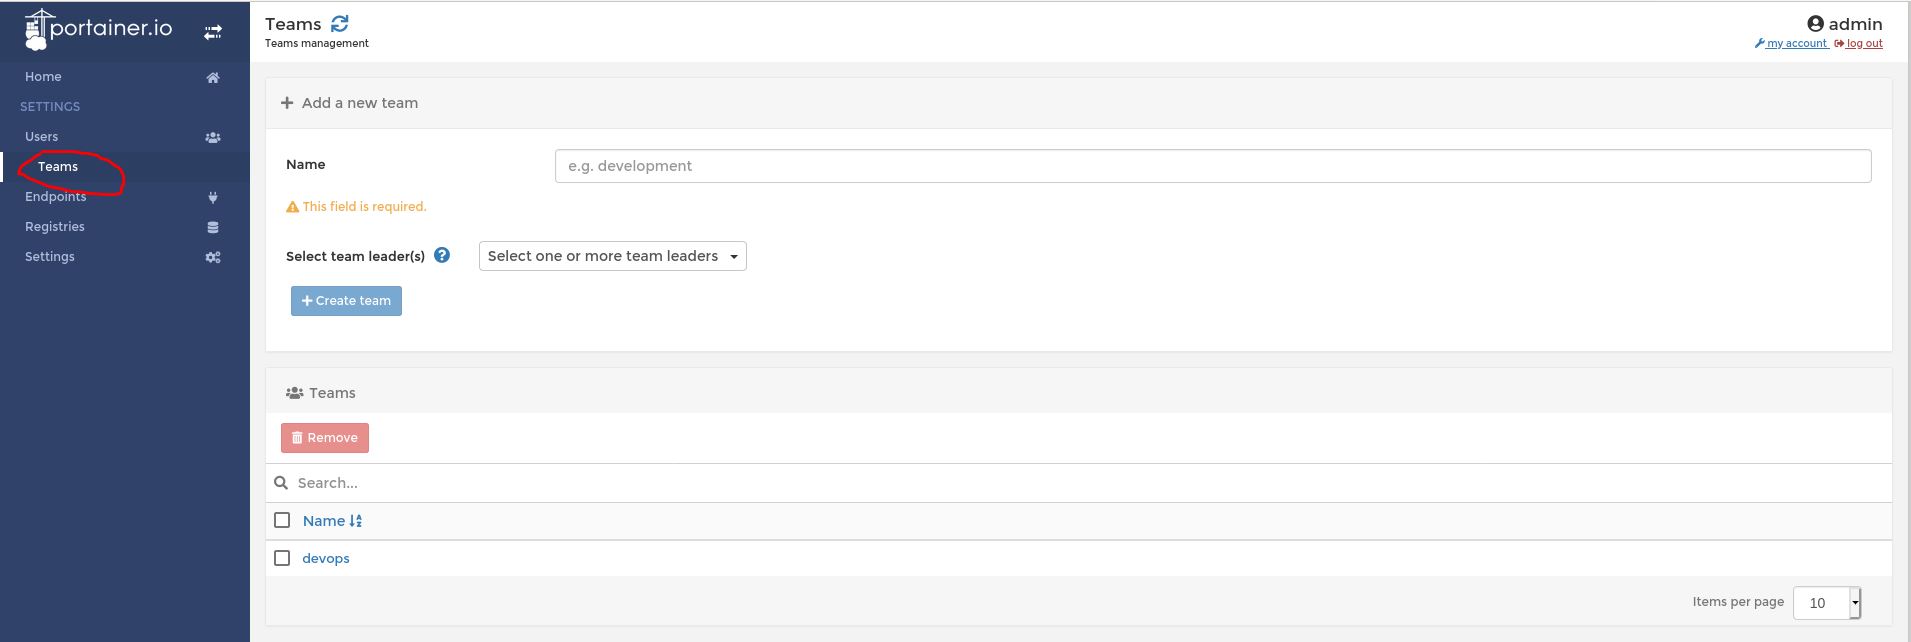 portainer.io
Home
SETTINGS
Users
Teams
Endpoints
Registries
Settings
Teams
Teams management
admin
my account log out
Add a new team
Name
e.g. development
This field is required.
Select team leader(s) ? Select one or more team leaders
Create team
Teams
Remove
Search...
Name
devops
Items per page 10